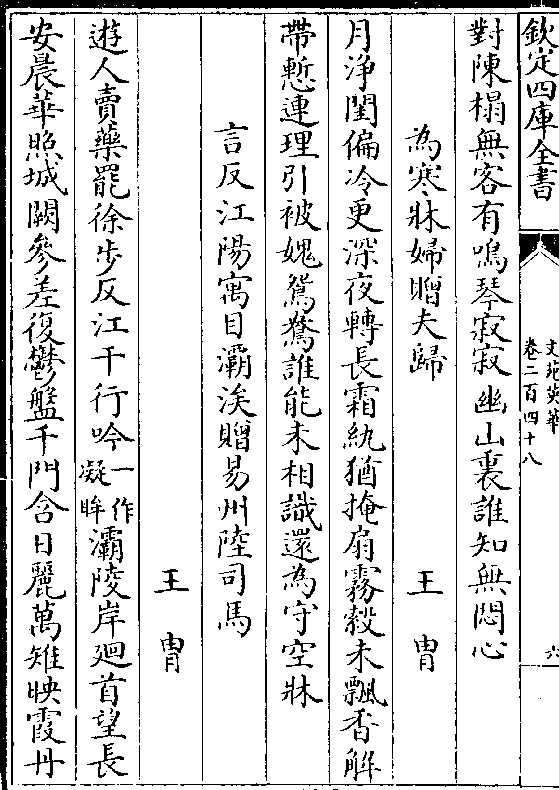 欽定四庫全書
文苑英華
卷二百四十八
六
對陳榻無客有鳴琴寂寂幽山裏誰知無悶心
為寒牀婦贈夫歸
王胄
月净閨偏冷更深夜轉長霜紈猶掩扇霧縠未飄香解
帶慙連理引被媿鴛鴦誰能未相識還為守空牀
言反江陽寓目灞涘贈易州陸司馬
王胄
遊人賣藥罷徐步反江干行吟一作凝眸灞陵岸廻首望長
安晨華照城闕參差復鬱盤千門含日麗萬雉映霞丹